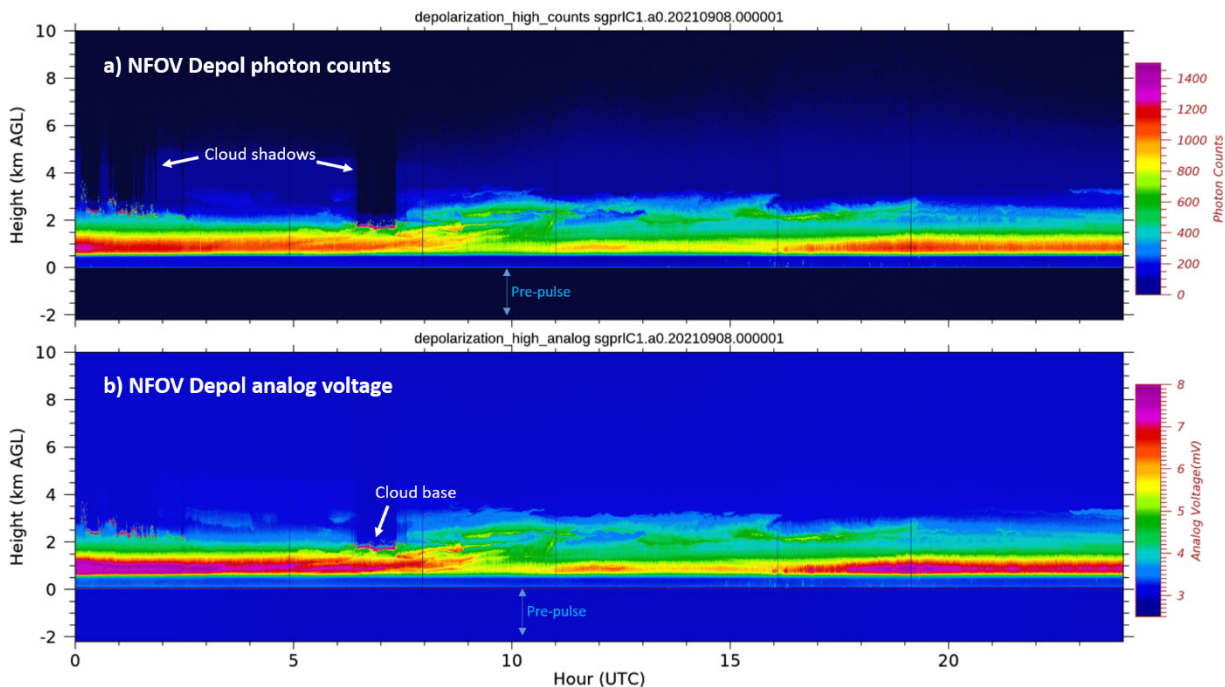 depolarization_high_counts sgprlC1.a0.20210908.000001
a) NFOV Depol photon counts
Cloud shadows
Pre-pulse
Height (km AGL)
10
8
6
4
2
0
-2
1400
1200
1000
800
600
400
200
0
Photon Counts
depolarization_high_analog sgprlC1.a0.20210908.000001
b) NFOV Depol analog voltage
Cloud base
Pre-pulse
Height (km AGL)
10
8
6
4
2
0
-2
8
7
6
5
4
3
Analog Voltage(mV)
0 5 10 15 20
Hour (UTC)